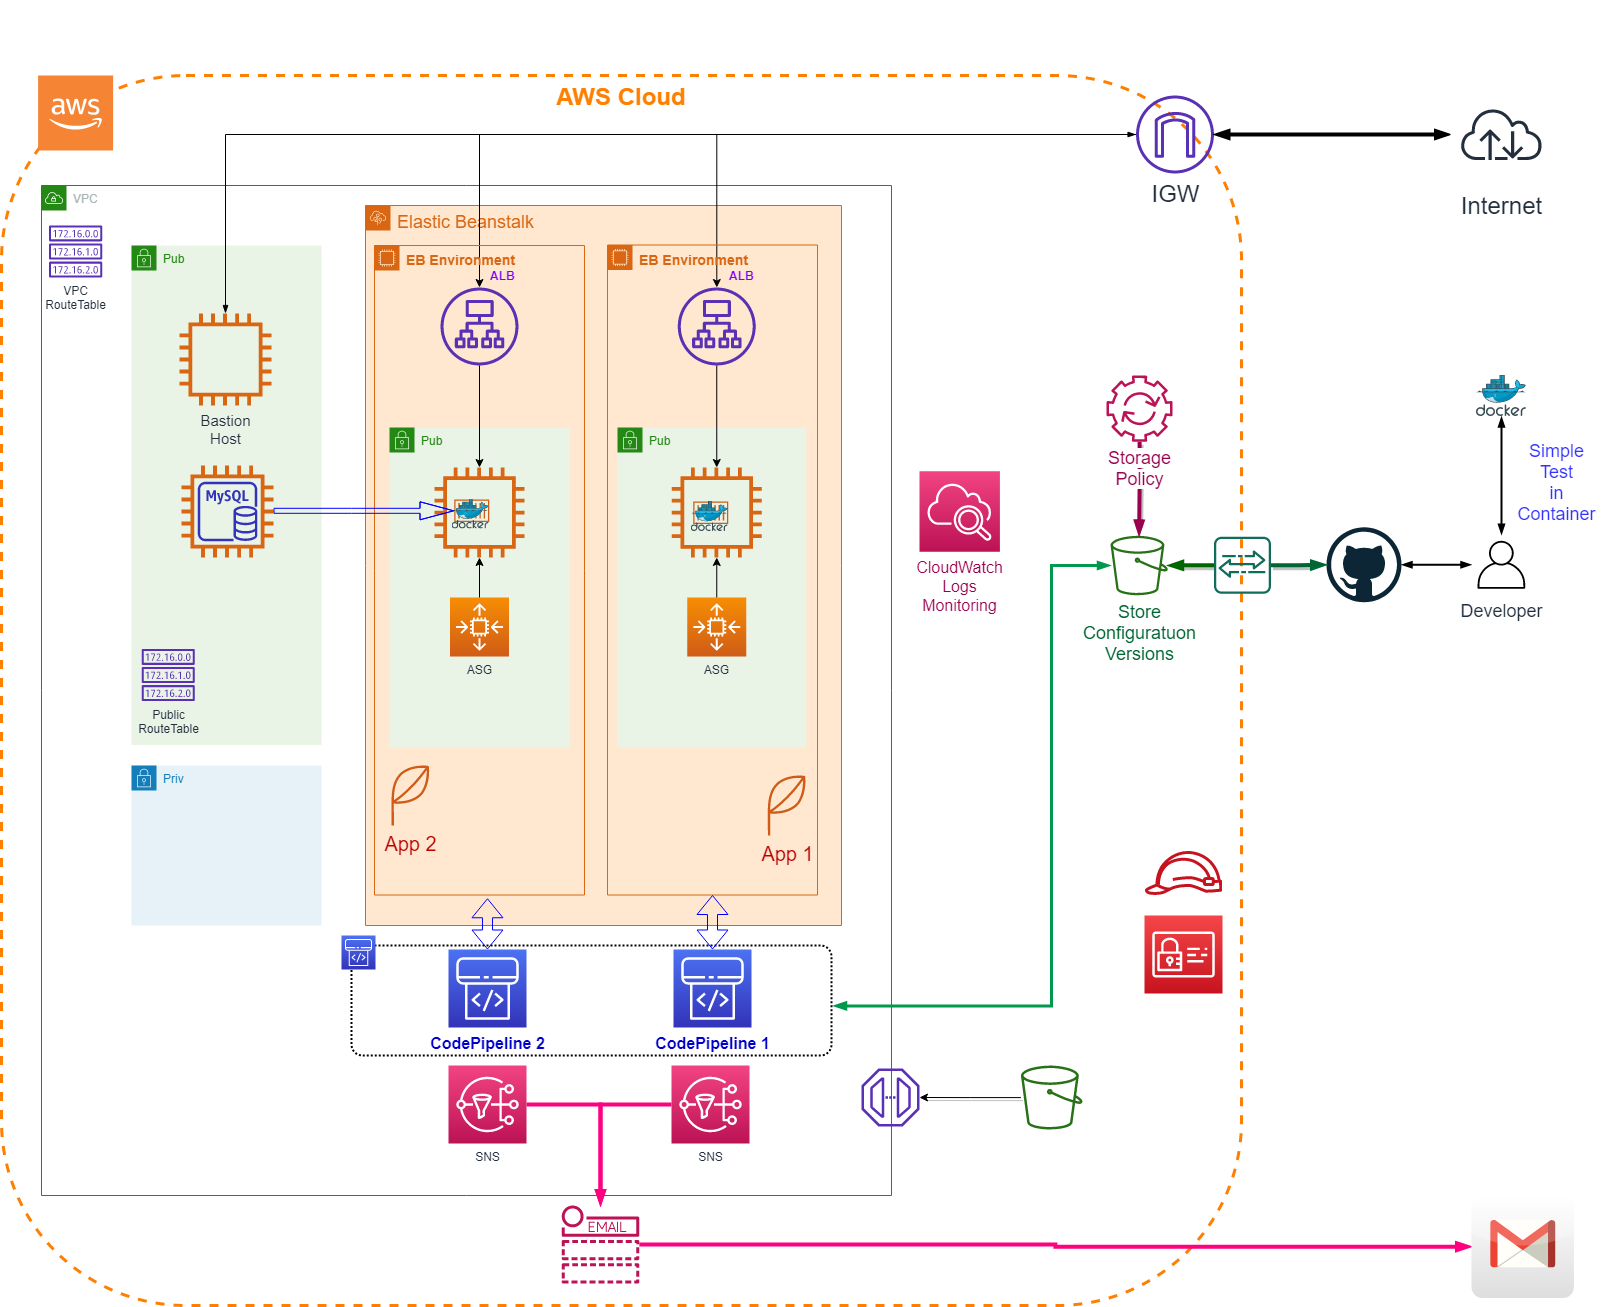 aws
AWS Cloud
IGW
Internet
VPC
172.16.0.0
172.16.1.0
172.16.2.0
VPC
RouteTable
Pub
Bastion
Host
MySQL
172.16.0.0
172.16.1.0
172.16.2.0
Public
RouteTable
Priv
Elastic Beanstalk
EB Environment
ALB
Pub
docker
ASG
App 2
EB Environment
ALB
Pub
docker
ASG
App 1
CloudWatch
Logs
Monitoring
Storage
Policy
Store
Configuratuon
Versions
docker
Simple
Test
in
Container
Developer
CodePipeline 2
CodePipeline 1
SNS
SNS
EMAIL